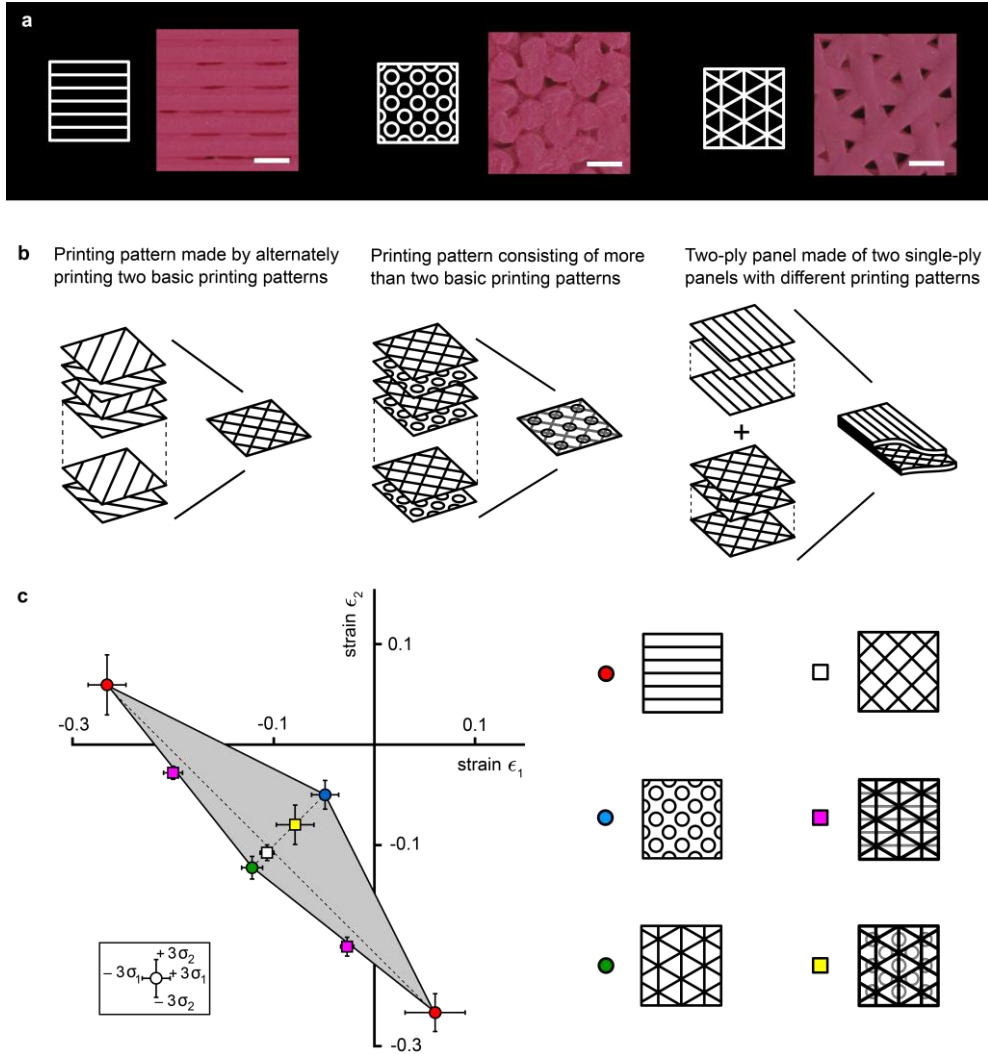 a
b
Printing pattern made by alternately
printing two basic printing patterns
Printing pattern consisting of more
than two basic printing patterns
Two-ply panel made of two single-ply
panels with different printing patterns
+
c
strain ϵ2
0.1
-0.3
-0.1
0.1
strain ϵ1
-0.1
-0.3
+ 3σ2
- 3σ1
+ 3σ1
- 3σ2